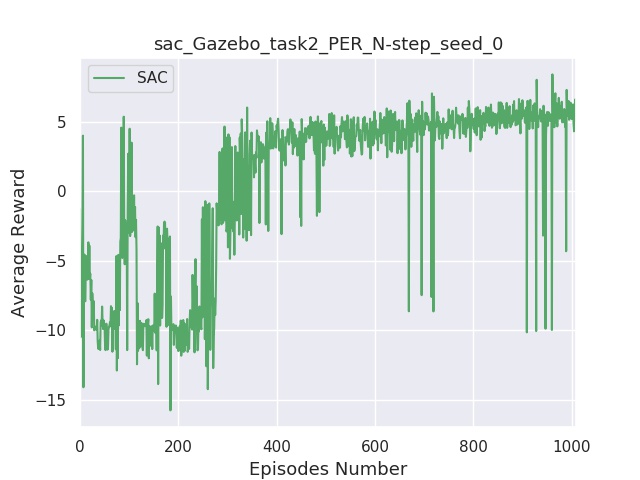 sac_Gazebo_task2_PER_N-step_seed_0
SAC
5
0
−5
−10
−15
Average Reward
0 200 400 600 800 1000
Episodes Number